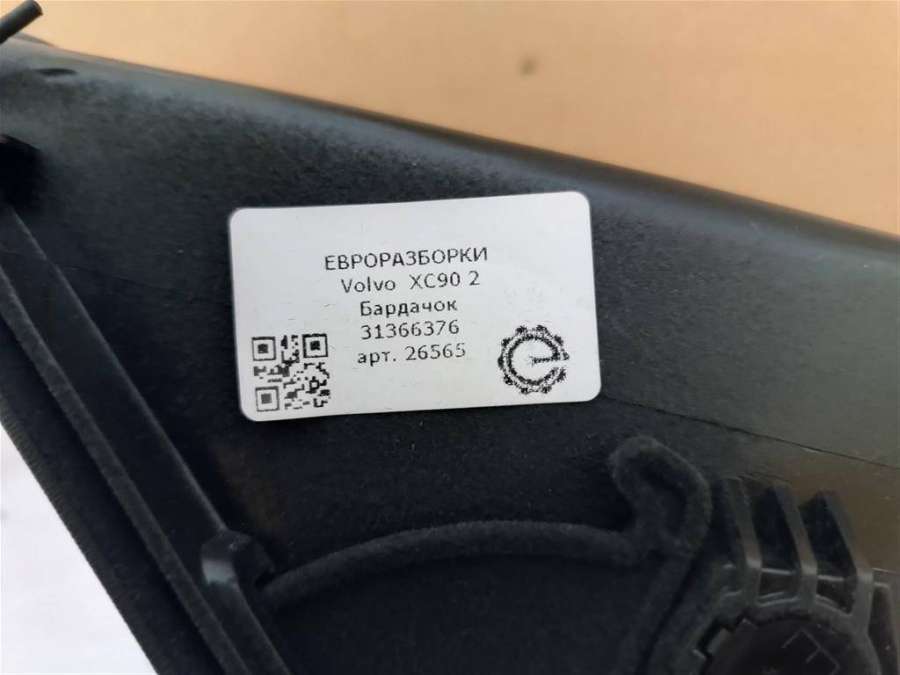 ЕВРОРАЗБОРКИ
Volvo XC90 2
Бардачок
31366376
арт. 26565